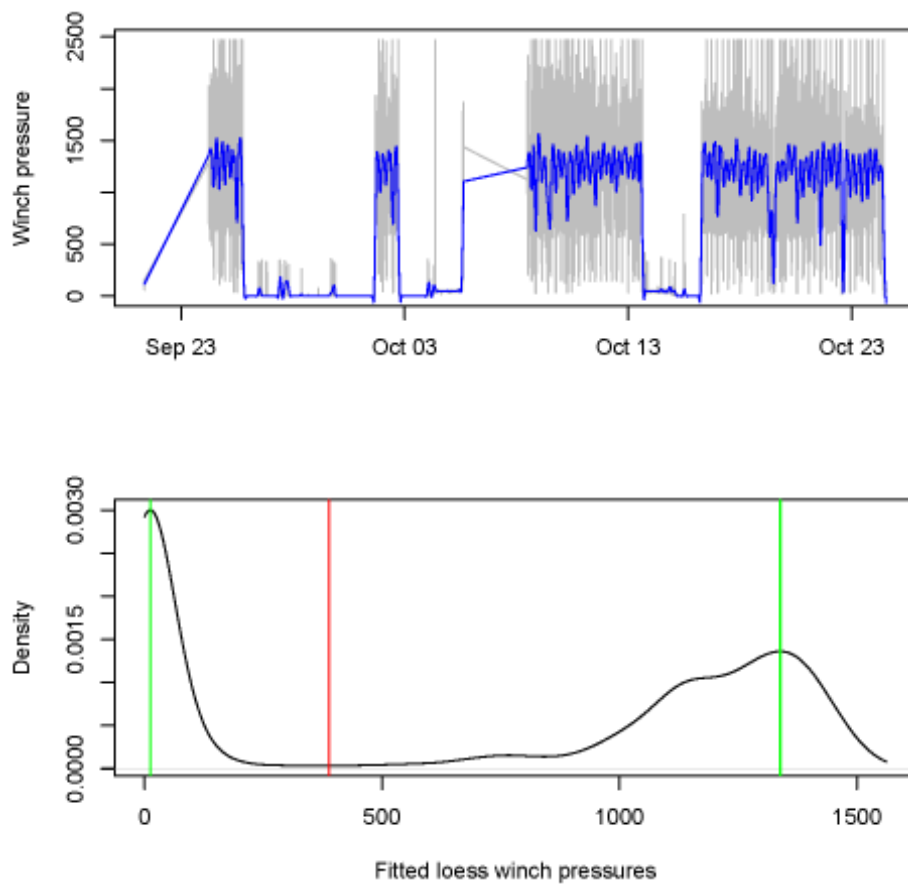 Winch pressure
2500
1500
500
0
Sep 23 Oct 03 Oct 13 Oct 23
Density
0.0030
0.0015
0.0000
0 500 1000 1500
Fitted loess winch pressures